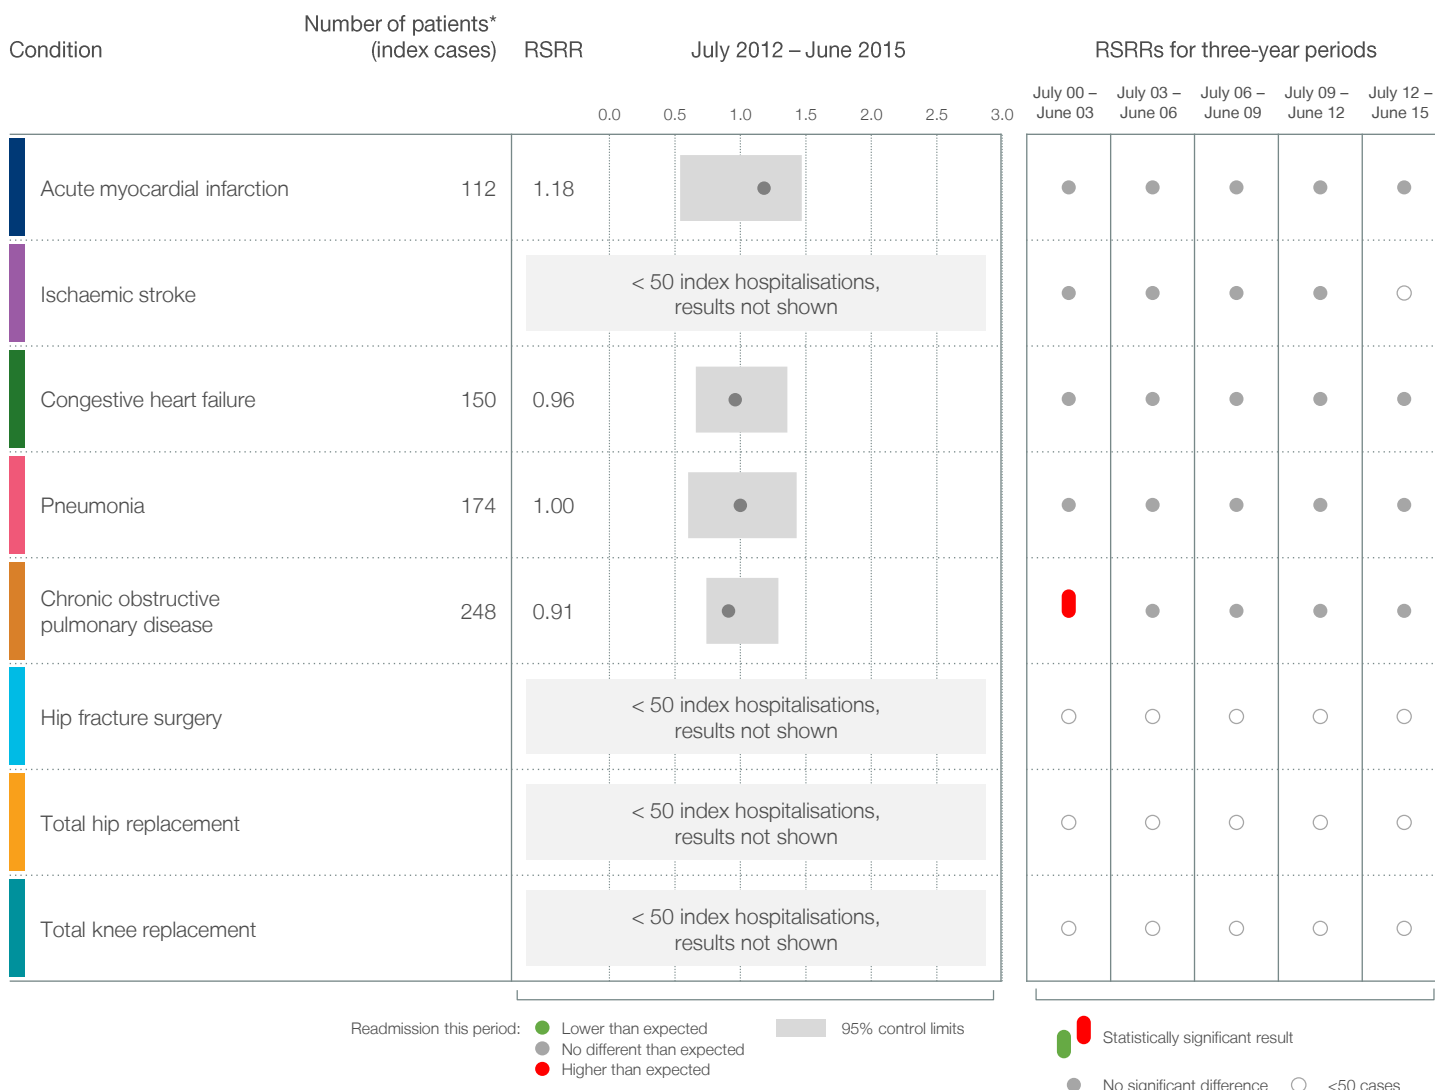 Condition
Number of patients*
(index cases)
RSRR
July 2012 – June 2015
RSRRs for three-year periods
0.0 0.5 1.0 1.5 2.0 2.5 3.0
July 00 –
June 03
July 03 –
June 06
July 06 –
June 09
July 09 –
June 12
July 12 –
June 15
Acute myocardial infarction 112 1.18
Ischaemic stroke
< 50 index hospitalisations,
results not shown
Congestive heart failure 150 0.96
Pneumonia 174 1.00
Chronic obstructive
pulmonary disease
248 0.91
Hip fracture surgery
< 50 index hospitalisations,
results not shown
Total hip replacement
< 50 index hospitalisations,
results not shown
Total knee replacement
< 50 index hospitalisations,
results not shown
Readmission this period:
Lower than expected
No different than expected
Higher than expected
95% control limits
Statistically significant result
No significant difference
<50 cases